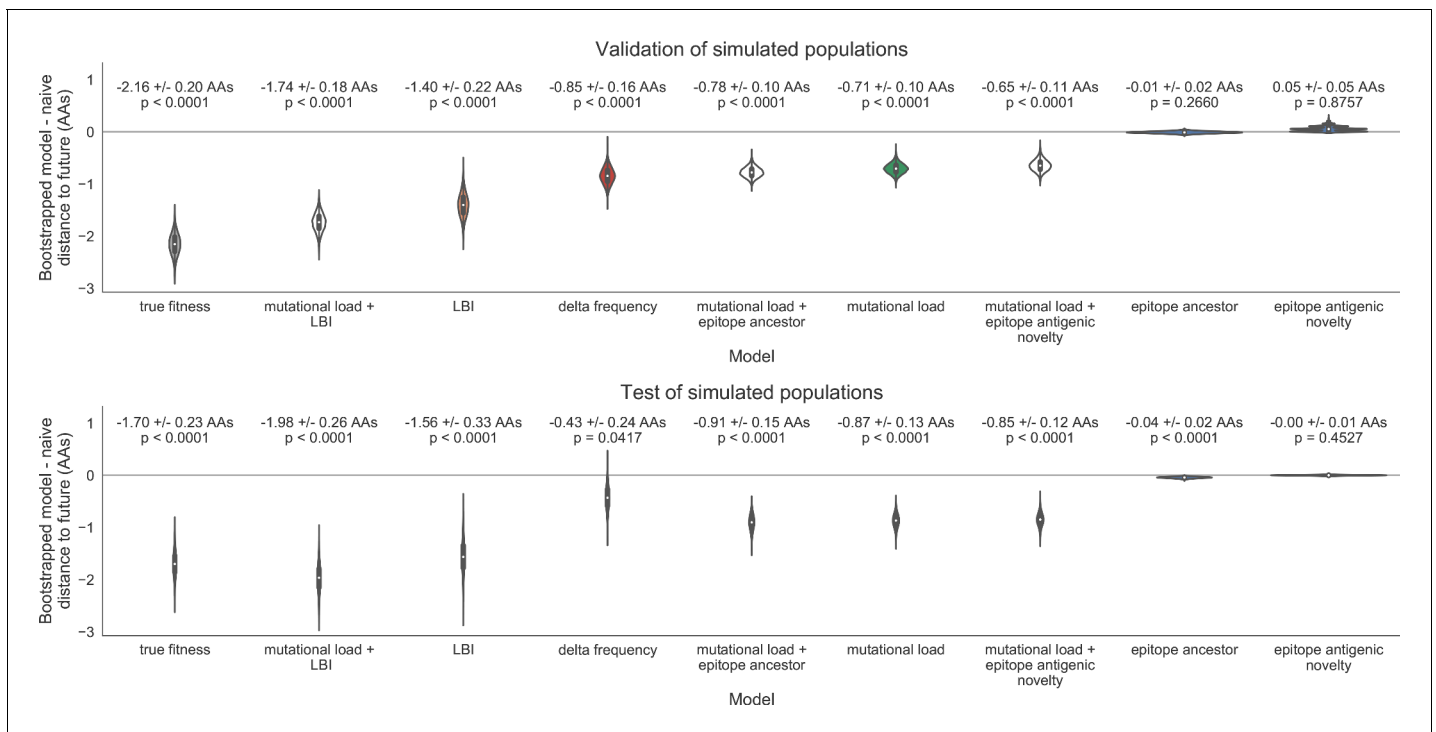 Validation of simulated populations
Bootstrapped model - naive
distance to future (AAs)
1
0
−1
−2
−3
-2.16 +/- 0.20 AAs
p < 0.0001
-1.74 +/- 0.18 AAs
p < 0.0001
-1.40 +/- 0.22 AAs
p < 0.0001
-0.85 +/- 0.16 AAs
p < 0.0001
-0.78 +/- 0.10 AAs
p < 0.0001
-0.71 +/- 0.10 AAs
p < 0.0001
-0.65 +/- 0.11 AAs
p < 0.0001
-0.01 +/- 0.02 AAs
p = 0.2660
0.05 +/- 0.05 AAs
p = 0.8757
true fitness
mutational load +
LBI
LBI
delta frequency
mutational load +
epitope ancestor
mutational load
mutational load +
epitope antigenic
novelty
epitope ancestor
epitope antigenic
novelty
Model
Test of simulated populations
Bootstrapped model - naive
distance to future (AAs)
1
0
−1
−2
−3
-1.70 +/- 0.23 AAs
p < 0.0001
-1.98 +/- 0.26 AAs
p < 0.0001
-1.56 +/- 0.33 AAs
p < 0.0001
-0.43 +/- 0.24 AAs
p = 0.0417
-0.91 +/- 0.15 AAs
p < 0.0001
-0.87 +/- 0.13 AAs
p < 0.0001
-0.85 +/- 0.12 AAs
p < 0.0001
-0.04 +/- 0.02 AAs
p < 0.0001
-0.00 +/- 0.01 AAs
p = 0.4527
true fitness
mutational load +
LBI
LBI
delta frequency
mutational load +
epitope ancestor
mutational load
mutational load +
epitope antigenic
novelty
epitope ancestor
epitope antigenic
novelty
Model